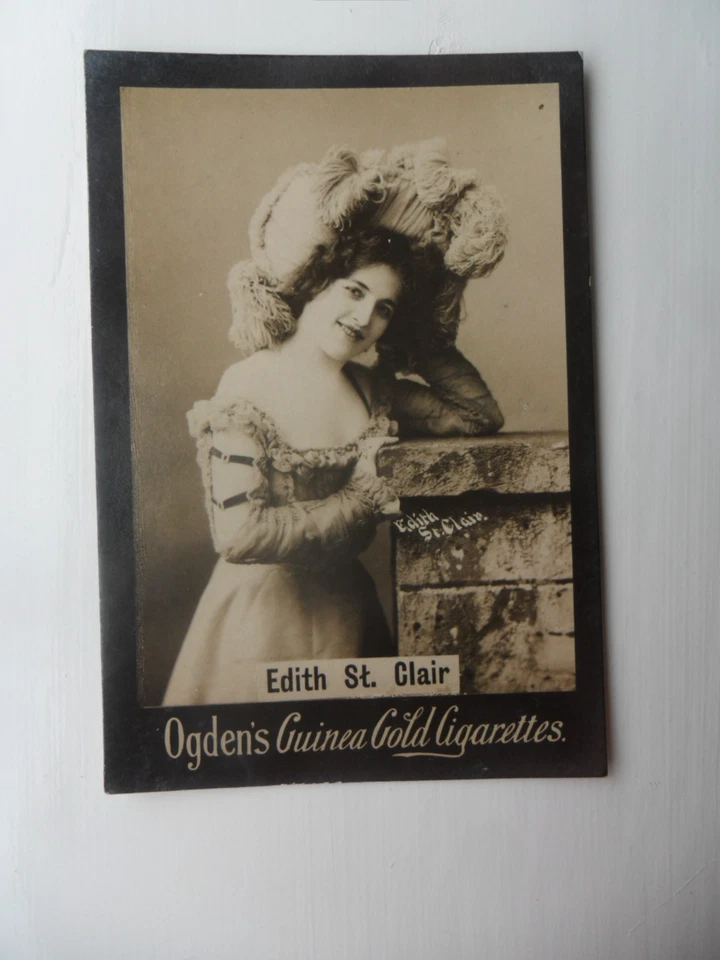 Edith
St. Clair.
Edith St. Clair
Ogden's Guinea Gold Cigarettes.